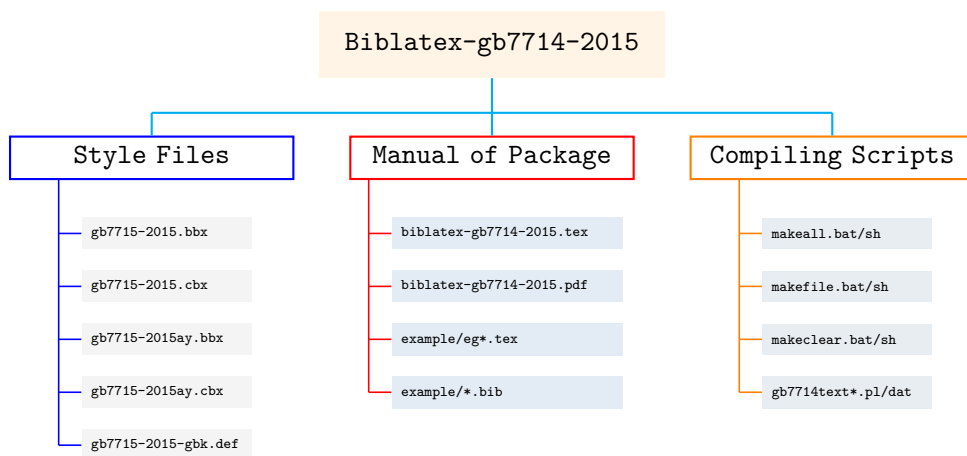 Biblatex-gb7714-2015
Style Files
gb7715-2015.bbx
gb7715-2015.cbx
gb7715-2015ay.bbx
gb7715-2015ay.cbx
gb7715-2015-gbk.def
Manual of Package
biblatex-gb7714-2015.tex
biblatex-gb7714-2015.pdf
example/eg*.tex
example/*.bib
Compiling Scripts
makeall.bat/sh
makefile.bat/sh
makeclear.bat/sh
gb7714text*.pl/dat